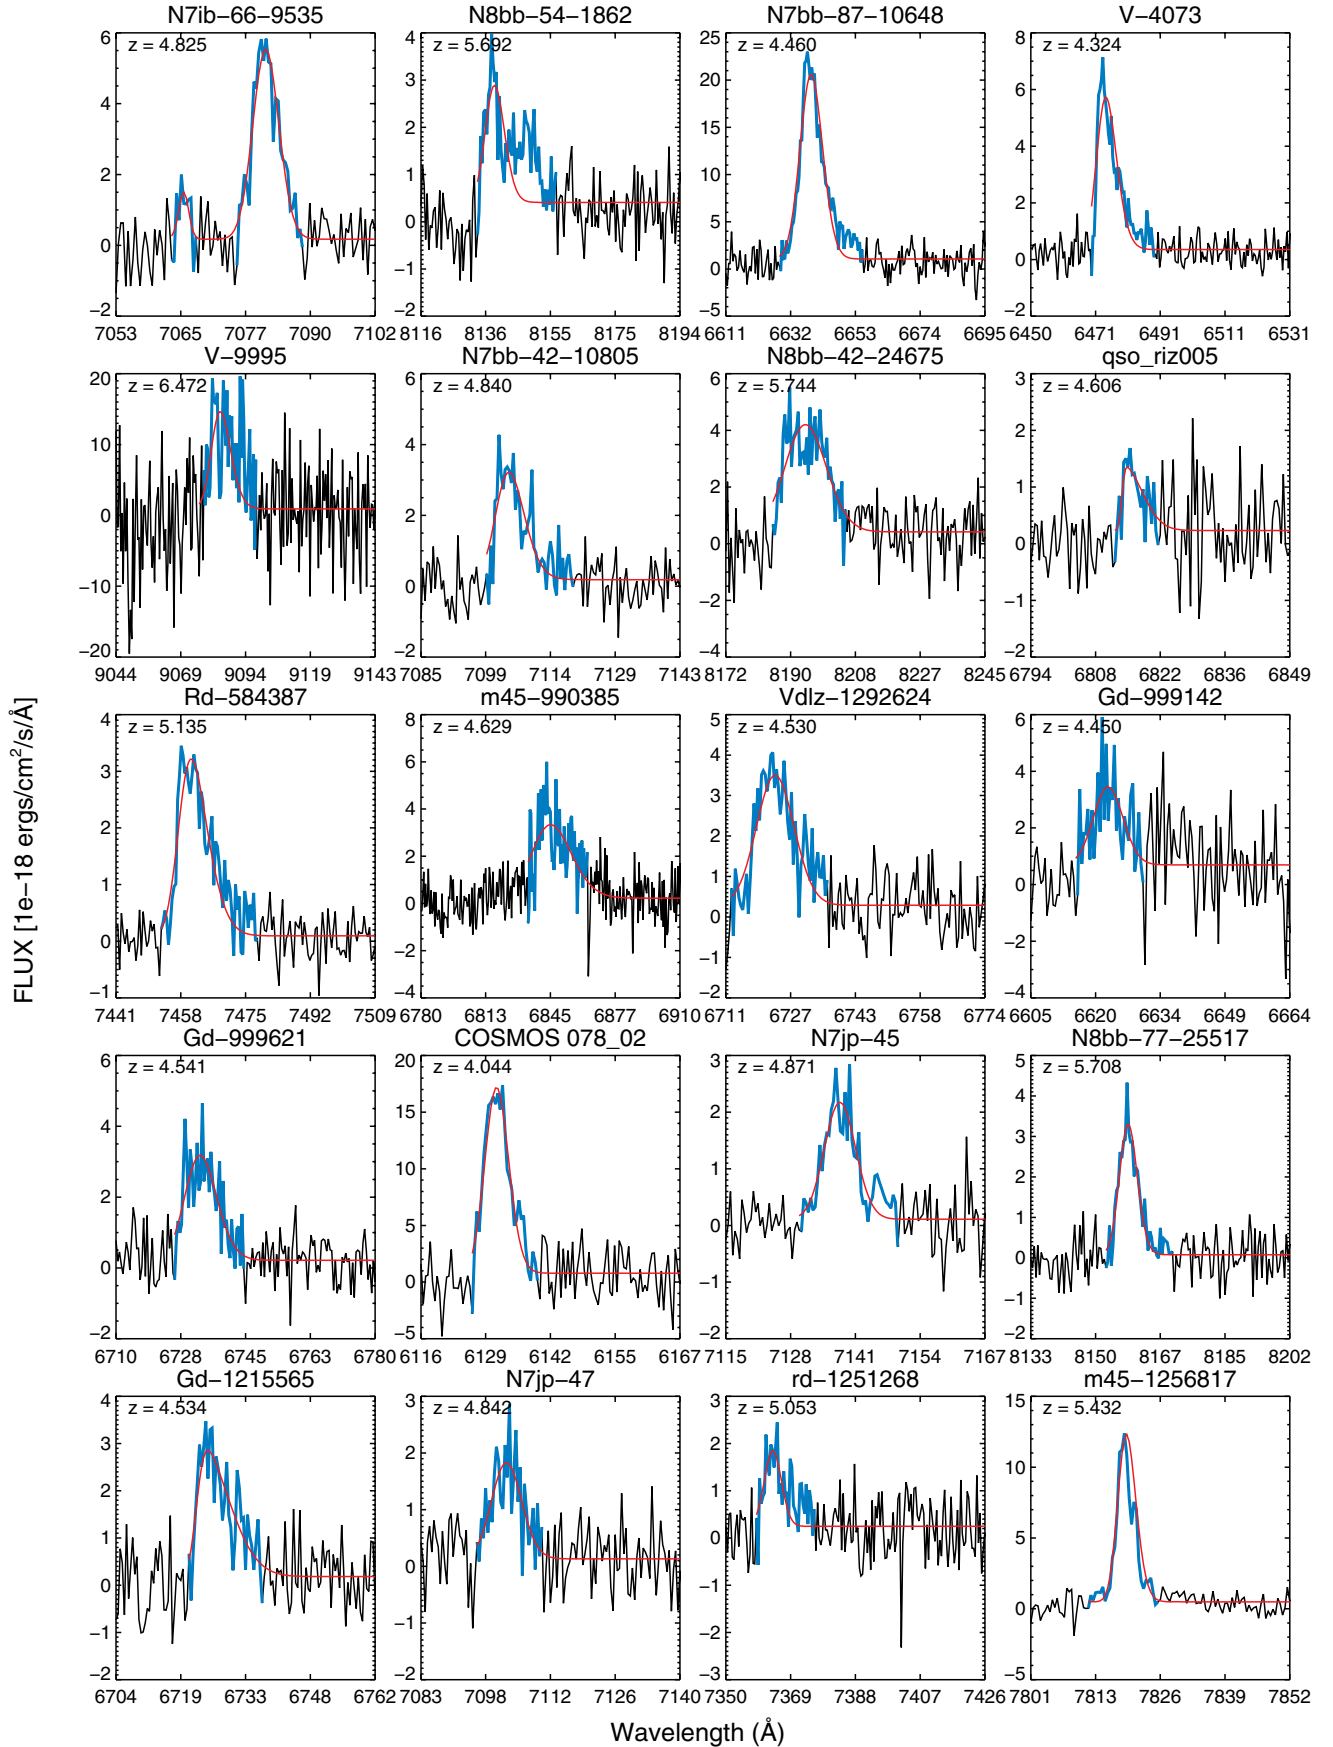 N7ib−66−9535 N8bb−54−1862 N7bb−87−10648 V−4073
z = 4.825 z = 5.692 z = 4.460 z = 4.324
6 4 2 0 −2
4 3 2 1 0 −1 −2
25 20 15 10 5 0 −5
8 6 4 2 0 −2
7053 7065 7077 7090 7102 8116 8136 8155 8175 8194 6611 6632 6653 6674 6695 6450 6471 6491 6511 6531
V−9995 N7bb−42−10805 N8bb−42−24675 qso_riz005
z = 6.472 z = 4.840 z = 5.744 z = 4.606
20 10 0 −10 −20
6 4 2 0 −2
6 4 2 0 −2 −4
3 2 1 0 −1 −2
9044 9069 9094 9119 9143 7085 7099 7114 7129 7143 8172 8190 8208 8227 8245 6794 6808 6822 6836 6849
Rd−584387 m45−990385 Vdlz−1292624 Gd−999142
z = 5.135 z = 4.629 z = 4.530 z = 4.450
4 3 2 1 0 −1
8 6 4 2 0 −2 −4
5 4 3 2 1 0 −1 −2
6 4 2 0 −2 −4
7441 7458 7475 7492 7509 6780 6813 6845 6877 6910 6711 6727 6743 6758 6774 6605 6620 6634 6649 6664
FLUX [1e−18 ergs/cm²/s/Å]
Gd−999621 COSMOS 078_02 N7jp−45 N8bb−77−25517
z = 4.541 z = 4.044 z = 4.871 z = 5.708
6 4 2 0 −2
20 15 10 5 0 −5
3 2 1 0 −1 −2
5 4 3 2 1 0 −1 −2
6710 6728 6745 6763 6780 6116 6129 6142 6155 6167 7115 7128 7141 7154 7167 8133 8150 8167 8185 8202
Gd−1215565 N7jp−47 rd−1251268 m45−1256817
z = 4.534 z = 4.842 z = 5.053 z = 5.432
4 3 2 1 0 −1 −2
3 2 1 0 −1 −2
3 2 1 0 −1 −2 −3
15 10 5 0 −5
6704 6719 6733 6748 6762 7083 7098 7112 7126 7140 7350 7369 7388 7407 7426 7801 7813 7826 7839 7852
Wavelength (Å)